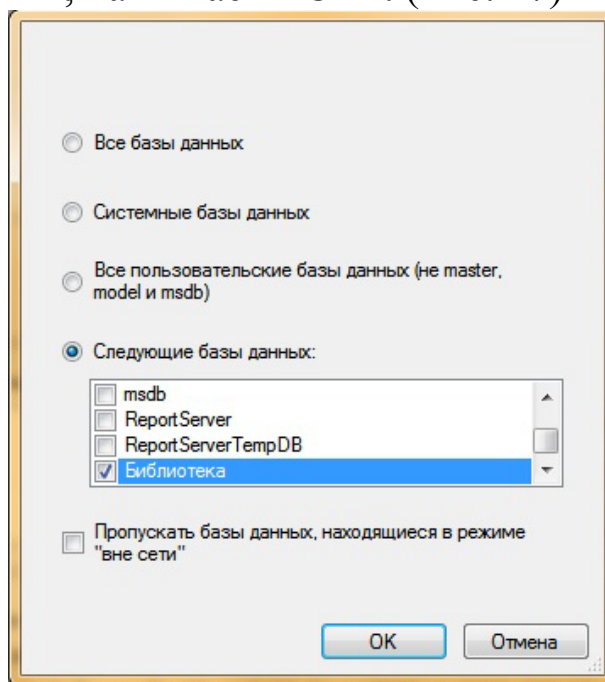 Все базы данных
Системные базы данных
Все пользовательские базы данных (не master,
model и msdb)
Следующие базы данных:
msdb
ReportServer
ReportServerTempDB
Библиотека
Пропускать базы данных, находящиеся в режиме
"вне сети"
OK
Отмена